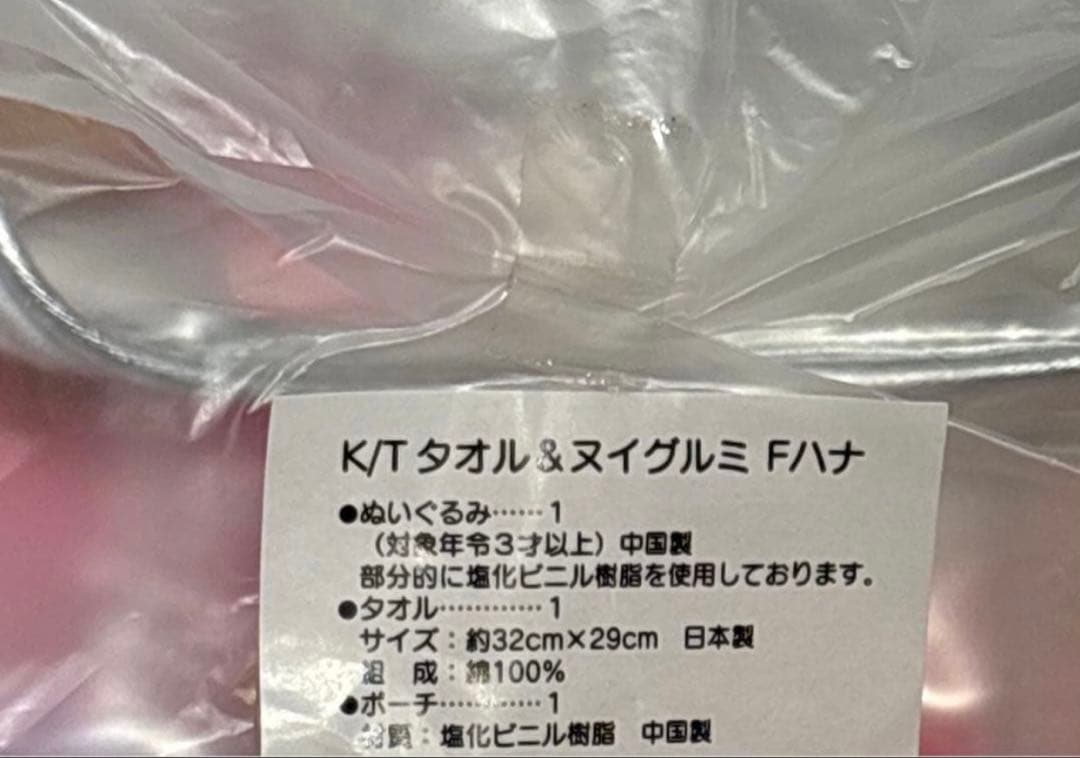 K/T タオル＆ヌイグルミ Fハナ
●ぬいぐるみ……1
（対象年令3才以上）中国製
部分的に塩化ビニル樹脂を使用しております。
●タオル…………1
サイズ：約32cm×29cm　日本製
組　成：綿100%
●ポーチ…………1
材質：塩化ビニル樹脂　中国製